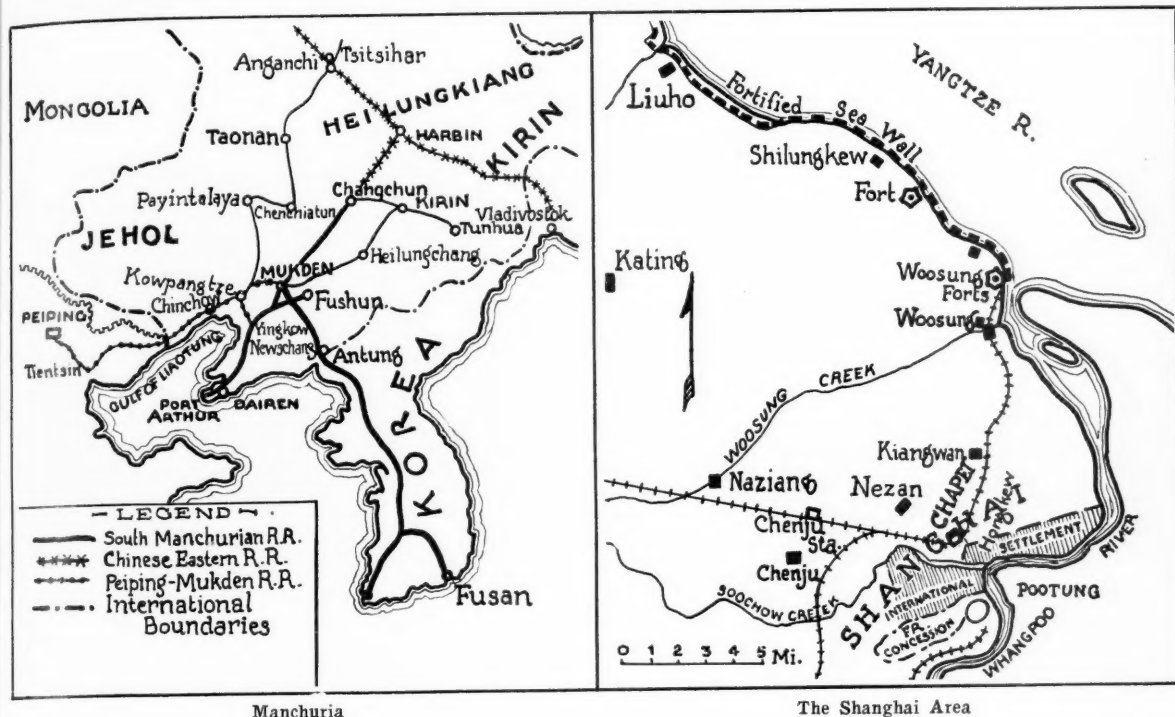 Anganchi
Tsitsihar
MONGOLIA
HEILUNGKIANG
Taonan
HARBIN
KIRIN
Payintalaya
Chenchiatun
Changchun
KIRIN
Vladivostok
Tunhua
JEHOL
Heilungchang
Kowpangtze
MUKDEN
Chinchow
Fushun
PEIPING
Yingkow
Newschang
Antung
Tientsin
GULF OF LIAOTUNG
PORT ARTHUR
DAIREN
KOREA
Fusan
LEGEND
South Manchurian R.R.
Chinese Eastern R.R.
Peiping-Mukden R.R.
International
Boundaries
Manchuria
YANGTZE R.
Liuho
Fortified Sea Wall
Shilungkew
Fort
Kating
Woosung
Forts
Woosung
WOOSUNG CREEK
Kiangwan
Naziang
Nezan
CHAPEI
Hongkew
Chenju
Sta.
SETTLEMENT
Chenju
SHANGHAI
SOOCHOW CREEK
INTERNATIONAL
POOTUNG
FR.
CONCESSION
WHANGPOO RIVER
0 1 2 3 4 5 Mi.
The Shanghai Area